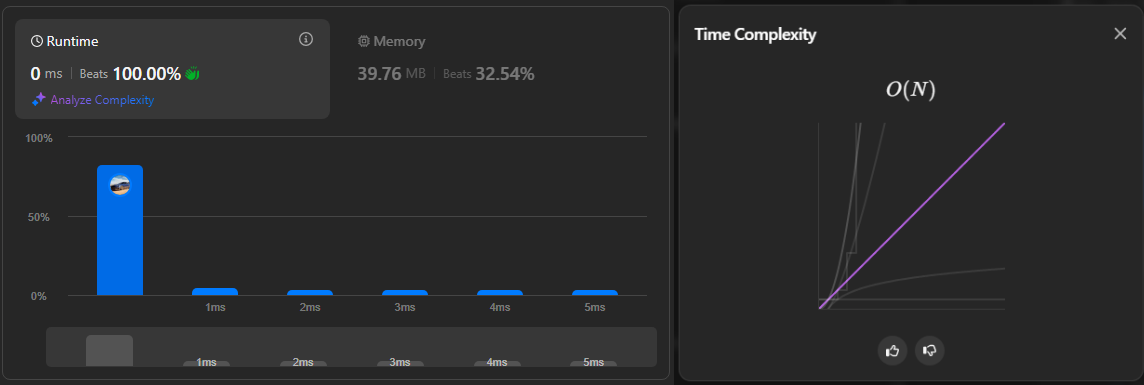 Runtime
0 ms | Beats 100.00%
Analyze Complexity
Memory
39.76 MB | Beats 32.54%
100%
50%
0%
1ms 2ms 3ms 4ms 5ms
1ms 2ms 3ms 4ms 5ms
Time Complexity
O(N)